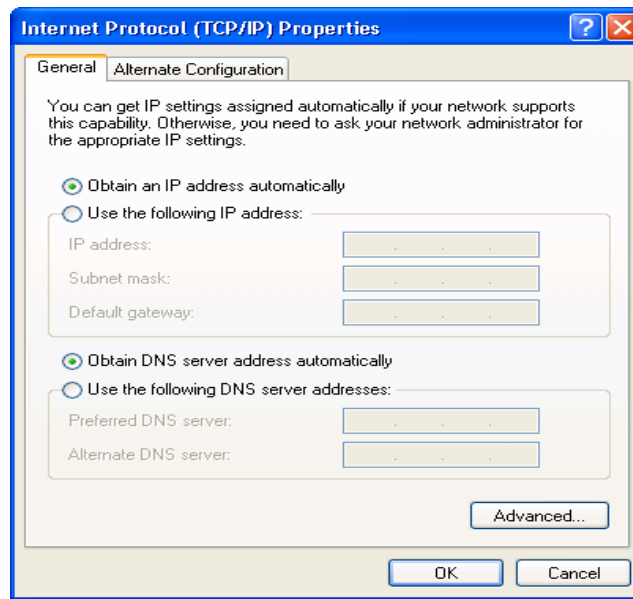 Internet Protocol (TCP/IP) Properties
General
Alternate Configuration
You can get IP settings assigned automatically if your network supports
this capability. Otherwise, you need to ask your network administrator for
the appropriate IP settings.
Obtain an IP address automatically
Use the following IP address:
IP address:
Subnet mask:
Default gateway:
Obtain DNS server address automatically
Use the following DNS server addresses:
Preferred DNS server:
Alternate DNS server:
Advanced...
OK
Cancel